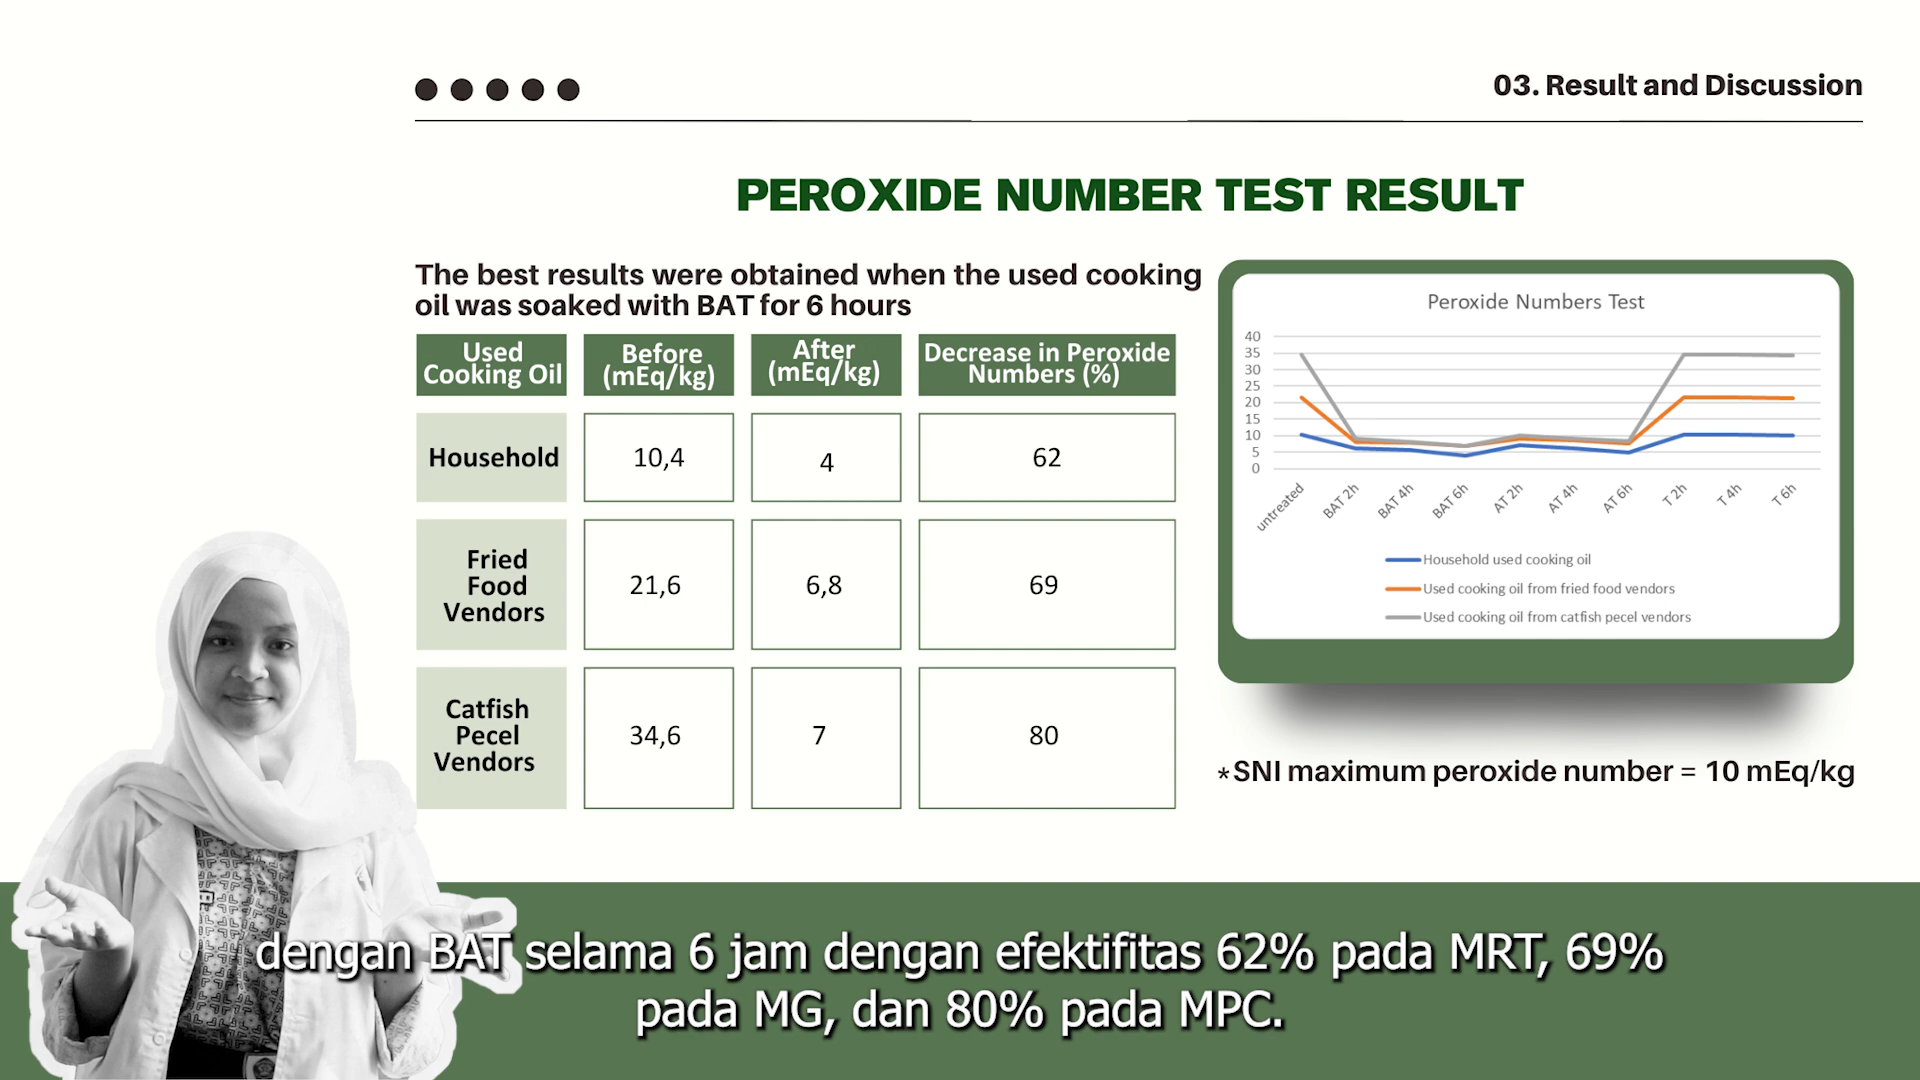 03. Result and Discussion
PEROXIDE NUMBER TEST RESULT
The best results were obtained when the used cooking
oil was soaked with BAT for 6 hours
Used
Cooking Oil
Before
(mEq/kg)
After
(mEq/kg)
Decrease in Peroxide
Numbers (%)
Household
10,4
4
62
Fried
Food
Vendors
21,6
6,8
69
Catfish
Pecel
Vendors
34,6
7
80
Peroxide Numbers Test
40
35
30
25
20
15
10
5
0
untreated
BAT 2h
BAT 4h
BAT 6h
AT 2h
AT 4h
AT 6h
T 2h
T 4h
T 6h
Household used cooking oil
Used cooking oil from fried food vendors
Used cooking oil from catfish pecel vendors
*SNI maximum peroxide number = 10 mEq/kg
dengan BAT selama 6 jam dengan efektifitas 62% pada MRT, 69%
pada MG, dan 80% pada MPC.